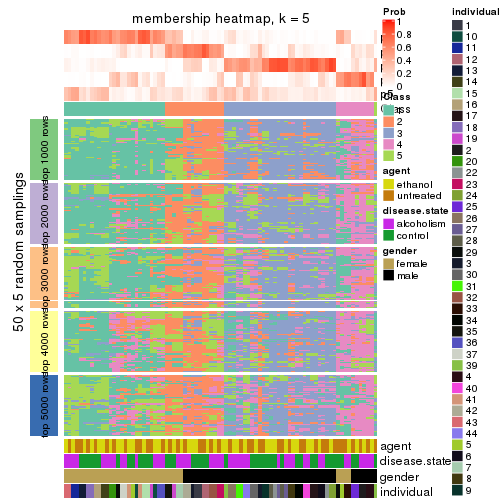 membership heatmap, k = 5
Prob
1
0.8
0.6
0.4
0.2
0
Class
1
2
3
4
5
agent
ethanol
untreated
disease.state
alcoholism
control
gender
female
male
individual
1
10
11
12
13
14
15
16
17
18
19
2
20
22
23
24
25
26
27
28
29
3
30
31
32
33
34
35
36
37
39
4
40
41
42
43
44
5
6
7
8
9
50 x 5 random samplings
top 1000 rows
top 2000 rows
top 3000 rows
top 4000 rows
top 5000 rows
agent
disease.state
gender
individual